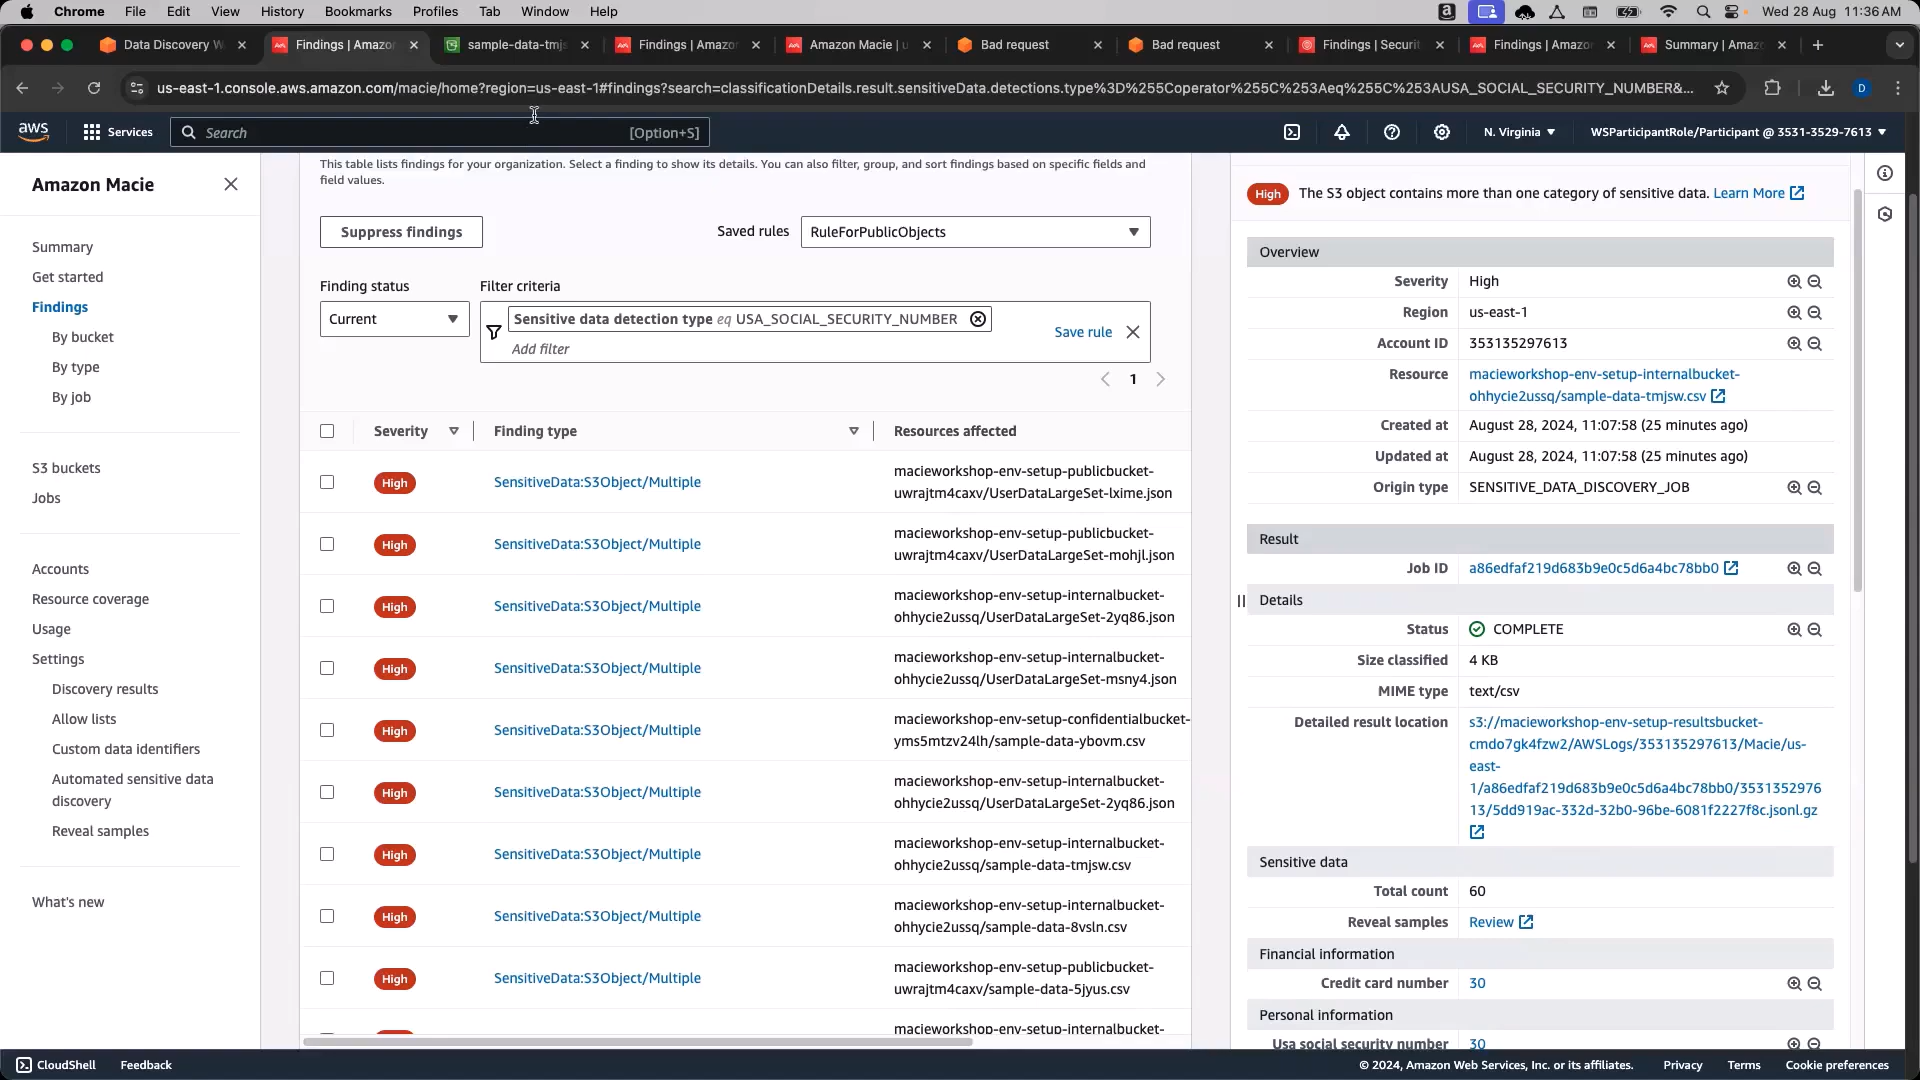 Chrome File Edit View History Bookmarks Profiles Tab Window Help
Wed 28 Aug 11:36 AM
Data Discovery W
Findings | Amazon
sample-data-tmjs
Findings | Amazo
Amazon Macie | u
Bad request
Bad request
Findings | Securit
Findings | Amazo
Summary | Amaz
us-east-1.console.aws.amazon.com/macie/home?region=us-east-1#findings?search=classificationDetails.result.sensitiveData.detections.type%3D%255Coperator%255C%253Aeq%255C%253AUSA_SOCIAL_SECURITY_NUMBER&...
D
aws
Services
Search [Option+S]
N. Virginia
WSParticipantRole/Participant @ 3531-3529-7613
Amazon Macie
Summary
Get started
Findings
By bucket
By type
By job
S3 buckets
Jobs
Accounts
Resource coverage
Usage
Settings
Discovery results
Allow lists
Custom data identifiers
Automated sensitive data
discovery
Reveal samples
What's new
This table lists findings for your organization. Select a finding to show its details. You can also filter, group, and sort findings based on specific fields and
field values.
Suppress findings
Saved rules
RuleForPublicObjects
Finding status
Filter criteria
Current
Sensitive data detection type eq USA_SOCIAL_SECURITY_NUMBER
Add filter
Save rule
1
Severity
Finding type
Resources affected
High
SensitiveData:S3Object/Multiple
macieworkshop-env-setup-publicbucket-
uwrajtm4caxv/UserDataLargeSet-lxime.json
High
SensitiveData:S3Object/Multiple
macieworkshop-env-setup-publicbucket-
uwrajtm4caxv/UserDataLargeSet-mohjl.json
High
SensitiveData:S3Object/Multiple
macieworkshop-env-setup-internalbucket-
ohhycie2ussq/UserDataLargeSet-2yq86.json
High
SensitiveData:S3Object/Multiple
macieworkshop-env-setup-internalbucket-
ohhycie2ussq/UserDataLargeSet-msny4.json
High
SensitiveData:S3Object/Multiple
macieworkshop-env-setup-confidentialbucket-
yms5mtzv24lh/sample-data-ybovm.csv
High
SensitiveData:S3Object/Multiple
macieworkshop-env-setup-internalbucket-
ohhycie2ussq/UserDataLargeSet-2yq86.json
High
SensitiveData:S3Object/Multiple
macieworkshop-env-setup-internalbucket-
ohhycie2ussq/sample-data-tmjsw.csv
High
SensitiveData:S3Object/Multiple
macieworkshop-env-setup-internalbucket-
ohhycie2ussq/sample-data-8vsln.csv
High
SensitiveData:S3Object/Multiple
macieworkshop-env-setup-publicbucket-
uwrajtm4caxv/sample-data-5jyus.csv
macieworkshop-env-setup-internalbucket-
High The S3 object contains more than one category of sensitive data. Learn More
Overview
Severity High
Region us-east-1
Account ID 353135297613
Resource macieworkshop-env-setup-internalbucket-
ohhycie2ussq/sample-data-tmjsw.csv
Created at August 28, 2024, 11:07:58 (25 minutes ago)
Updated at August 28, 2024, 11:07:58 (25 minutes ago)
Origin type SENSITIVE_DATA_DISCOVERY_JOB
Result
Job ID a86edfaf219d683b9e0c5d6a4bc78bb0
Details
Status COMPLETE
Size classified 4 KB
MIME type text/csv
Detailed result location s3://macieworkshop-env-setup-resultsbucket-
cmdo7gk4fzw2/AWSLogs/353135297613/Macie/us-
east-
1/a86edfaf219d683b9e0c5d6a4bc78bb0/3531352976
13/5dd919ac-332d-32b0-96be-6081f2227f8c.jsonl.gz
Sensitive data
Total count 60
Reveal samples Review
Financial information
Credit card number 30
Personal information
Usa social security number 30
CloudShell
Feedback
© 2024, Amazon Web Services, Inc. or its affiliates.
Privacy
Terms
Cookie preferences